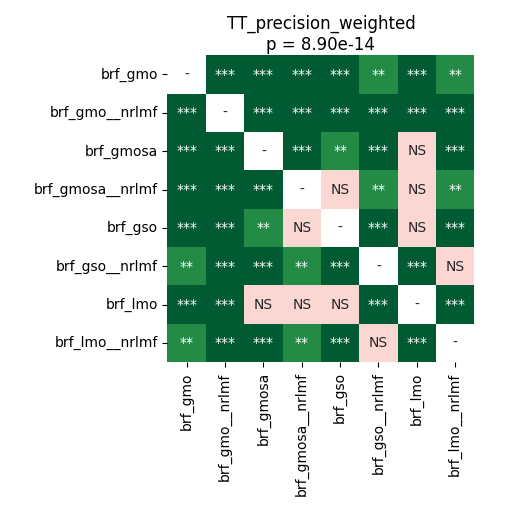 TT_precision_weighted
p = 8.90e-14
brf_gmo - *** *** *** *** ** *** **
brf_gmo__nrlmf *** - *** *** *** *** *** ***
brf_gmosa *** *** - *** ** *** NS ***
brf_gmosa__nrlmf *** *** *** - NS ** NS **
brf_gso *** *** ** NS - *** NS ***
brf_gso__nrlmf ** *** *** ** *** - *** NS
brf_lmo *** *** NS NS NS *** - ***
brf_lmo__nrlmf ** *** *** ** *** NS *** -
brf_gmo
brf_gmo__nrlmf
brf_gmosa
brf_gmosa__nrlmf
brf_gso
brf_gso__nrlmf
brf_lmo
brf_lmo__nrlmf